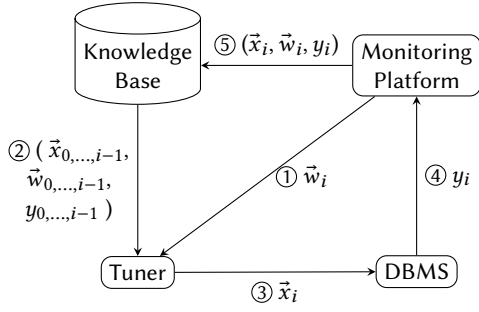 Knowledge
Base
⑤ (x⃗ᵢ, w⃗ᵢ, yᵢ)
Monitoring
Platform
② ( x⃗₀,...,ᵢ₋₁,
w⃗₀,...,ᵢ₋₁,
y₀,...,ᵢ₋₁ )
① w⃗ᵢ
④ yᵢ
Tuner
③ x⃗ᵢ
DBMS